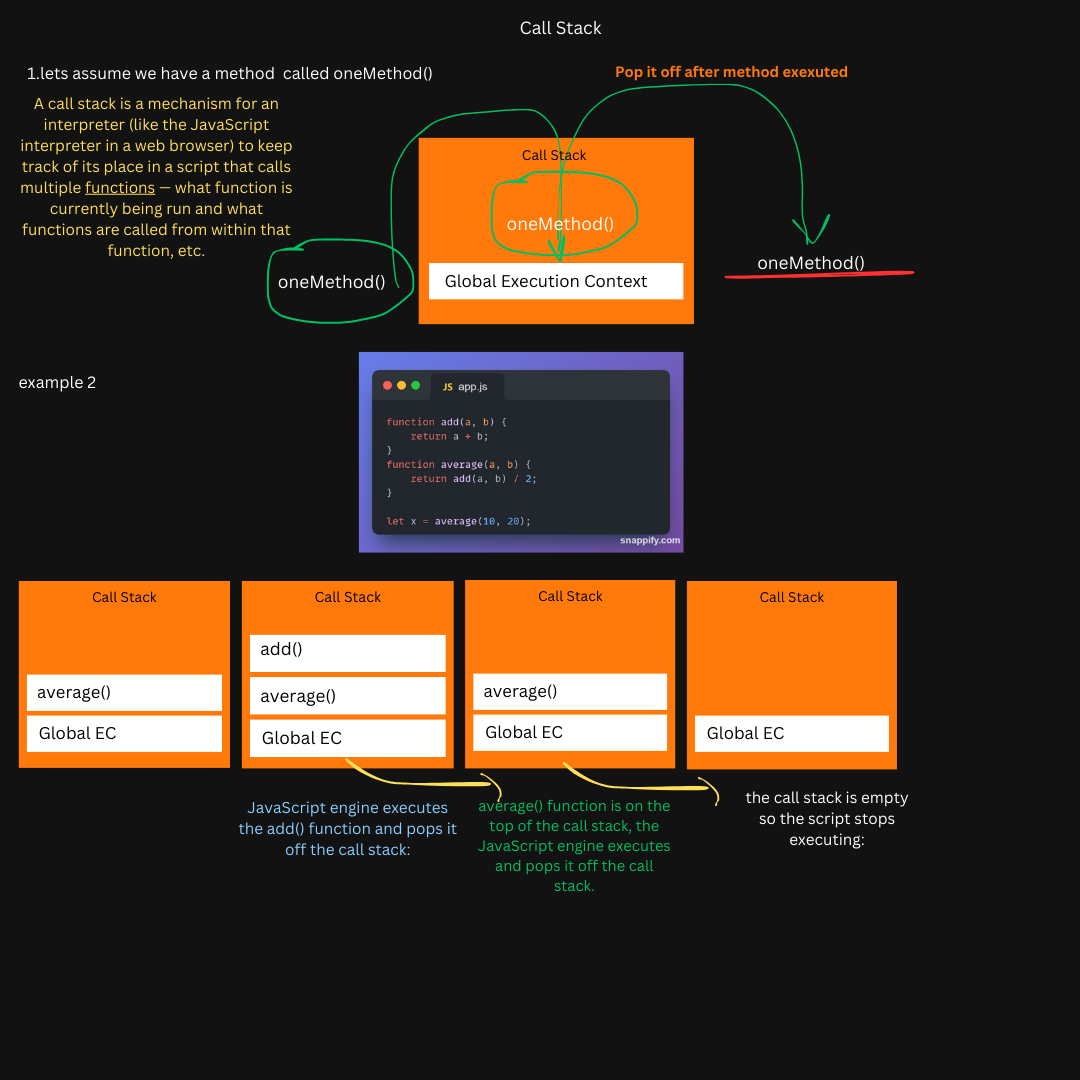 Call Stack
1.lets assume we have a method  called oneMethod()
Pop it off after method exexuted
A call stack is a mechanism for an
interpreter (like the JavaScript
interpreter in a web browser) to keep
track of its place in a script that calls
multiple functions — what function is
currently being run and what
functions are called from within that
function, etc.
oneMethod()
Call Stack
oneMethod()
Global Execution Context
oneMethod()
example 2
JS app.js
function add(a, b) {
    return a + b;
}
function average(a, b) {
    return add(a, b) / 2;
}
let x = average(10, 20);
snappify.com
Call Stack
average()
Global EC
Call Stack
add()
average()
Global EC
Call Stack
average()
Global EC
Call Stack
Global EC
JavaScript engine executes
the add() function and pops it
off the call stack:
average() function is on the
top of the call stack, the
JavaScript engine executes
and pops it off the call
stack.
the call stack is empty
so the script stops
executing: